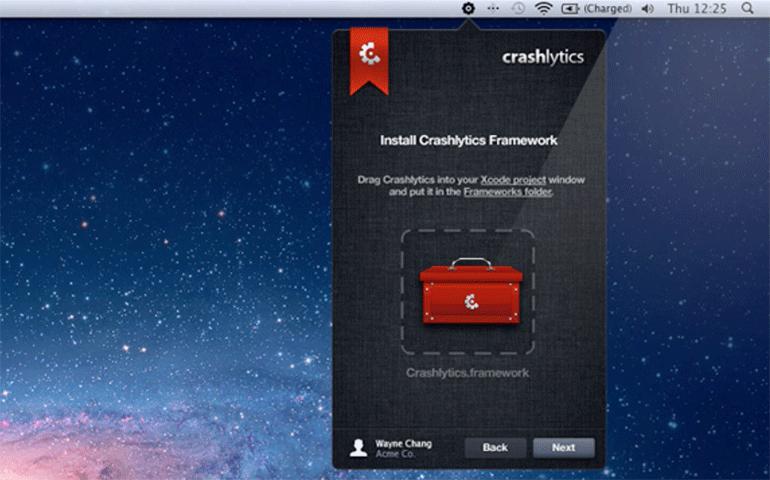 (Charged) Thu 12:25
crashlytics
Install Crashlytics Framework
Drag Crashlytics into your Xcode project window
and put it in the Frameworks folder.
Crashlytics.framework
Wayne Chang
Acme Co.
Back Next